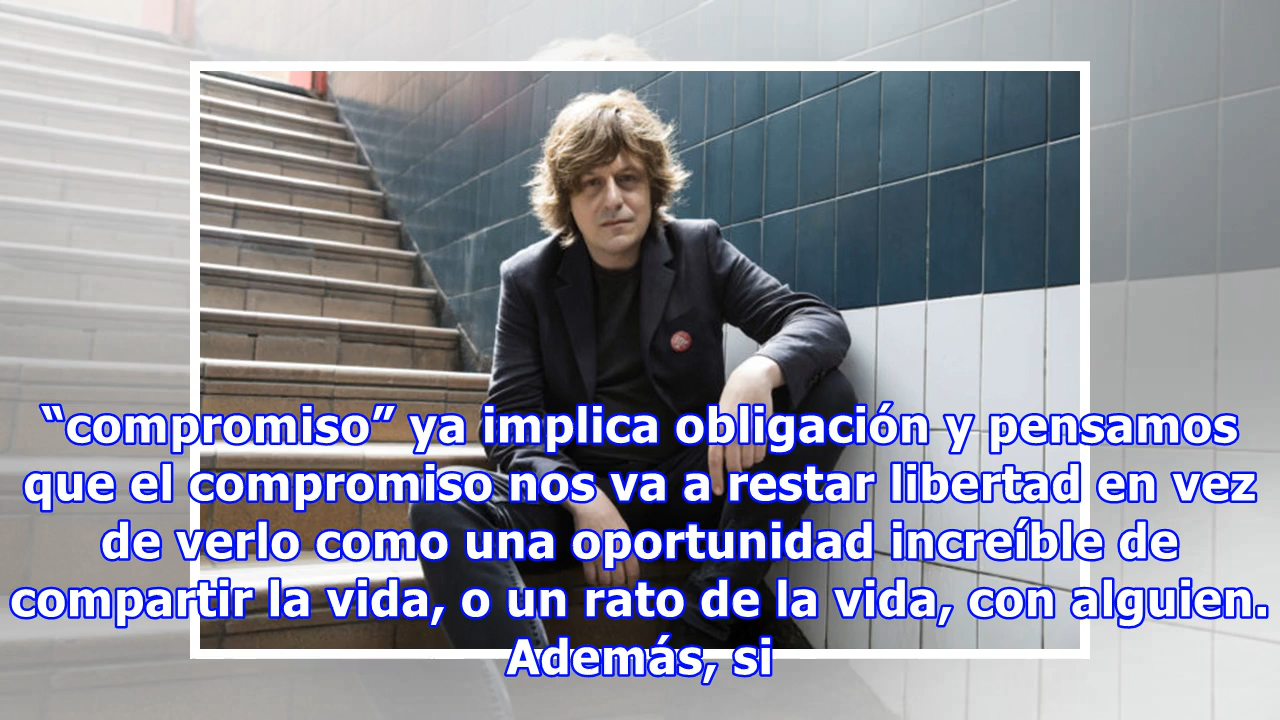 “compromiso” ya implica obligación y pensamos
que el compromiso nos va a restar libertad en vez
de verlo como una oportunidad increíble de
compartir la vida, o un rato de la vida, con alguien.
Además, si